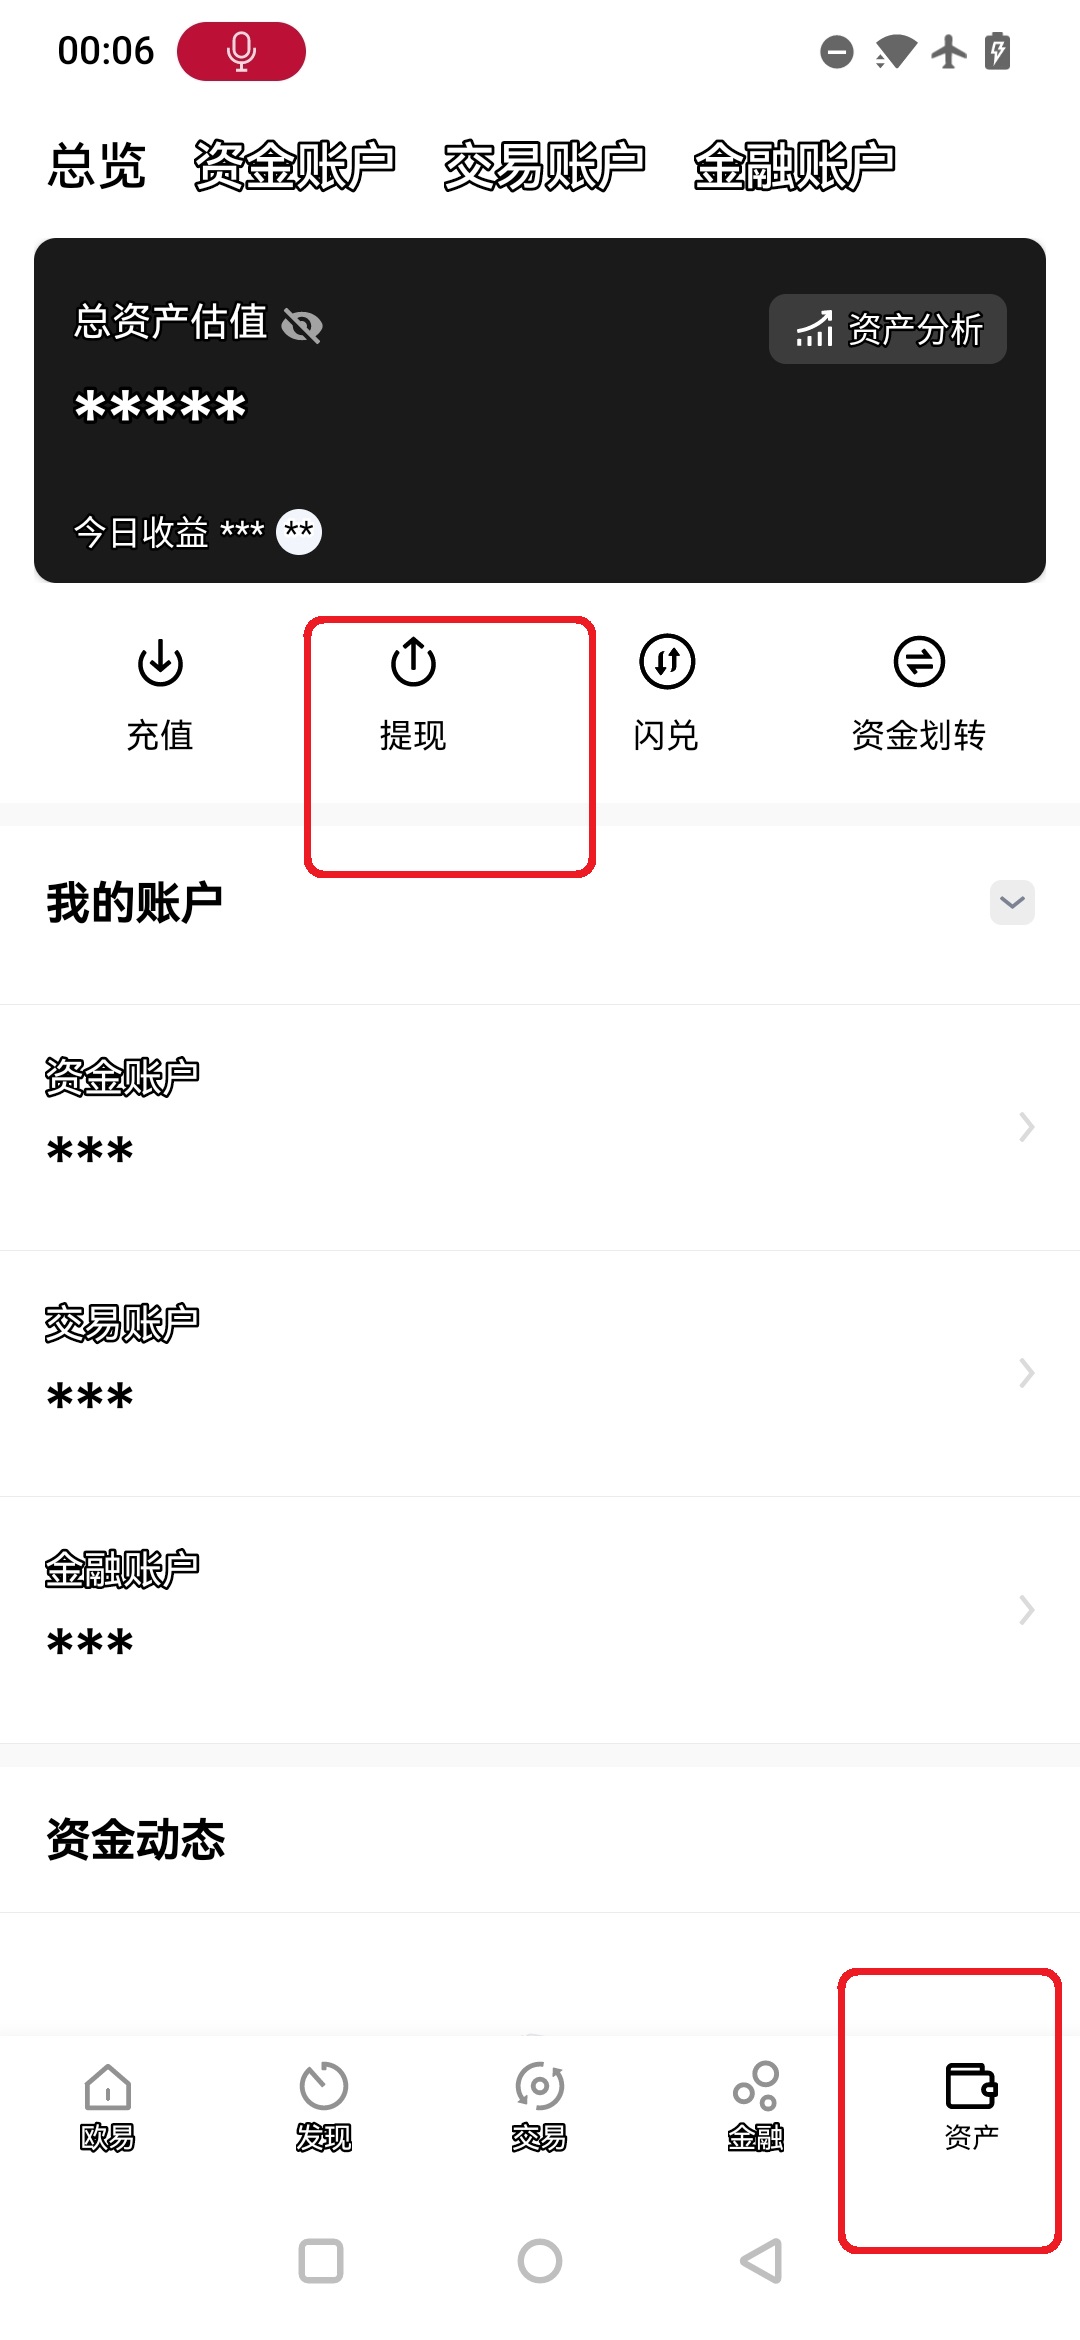 00:06
总览 资金账户 交易账户 金融账户
总资产估值
资产分析
*****
今日收益 *** **
充值 提现 闪兑 资金划转
我的账户
资金账户
***
交易账户
***
金融账户
***
资金动态
欧易 发现 交易 金融 资产